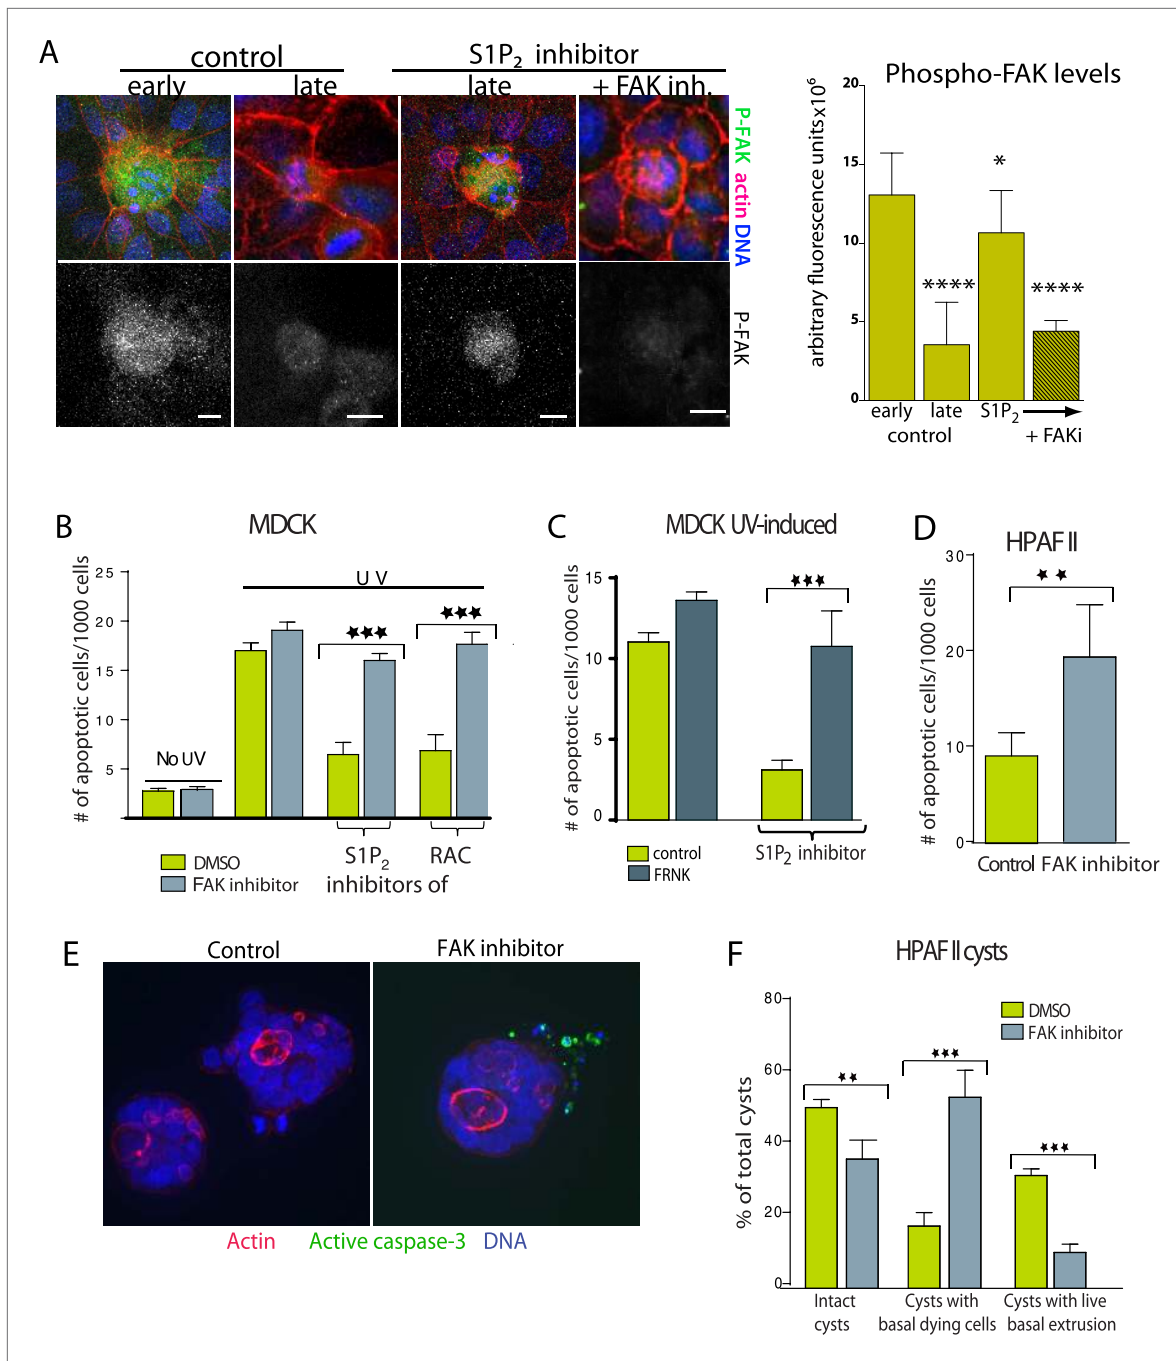 A
control
S1P₂ inhibitor
early
late
late
+ FAK inh.
P-FAK actin DNA
P-FAK
Phospho-FAK levels
arbitrary fluorescence unitsx10⁶
20
15
10
5
0
****
*
****
early
late
S1P₂
control
+ FAKi
B
MDCK
# of apoptotic cells/1000 cells
25
20
15
10
5
No UV
UV
★★★
★★★
S1P₂
RAC
inhibitors of
DMSO
FAK inhibitor
C
MDCK UV-induced
# of apoptotic cells/1000 cells
15
10
5
0
★★★
S1P₂ inhibitor
control
FRNK
D
HPAF II
# of apoptotic cells/1000 cells
30
20
10
0
★★
Control
FAK inhibitor
E
Control
FAK inhibitor
Actin
Active caspase-3
DNA
F
HPAF II cysts
% of total cysts
80
60
40
20
0
DMSO
FAK inhibitor
★★
★★★
★★★
Intact
cysts
Cysts with
basal dying cells
Cysts with live
basal extrusion